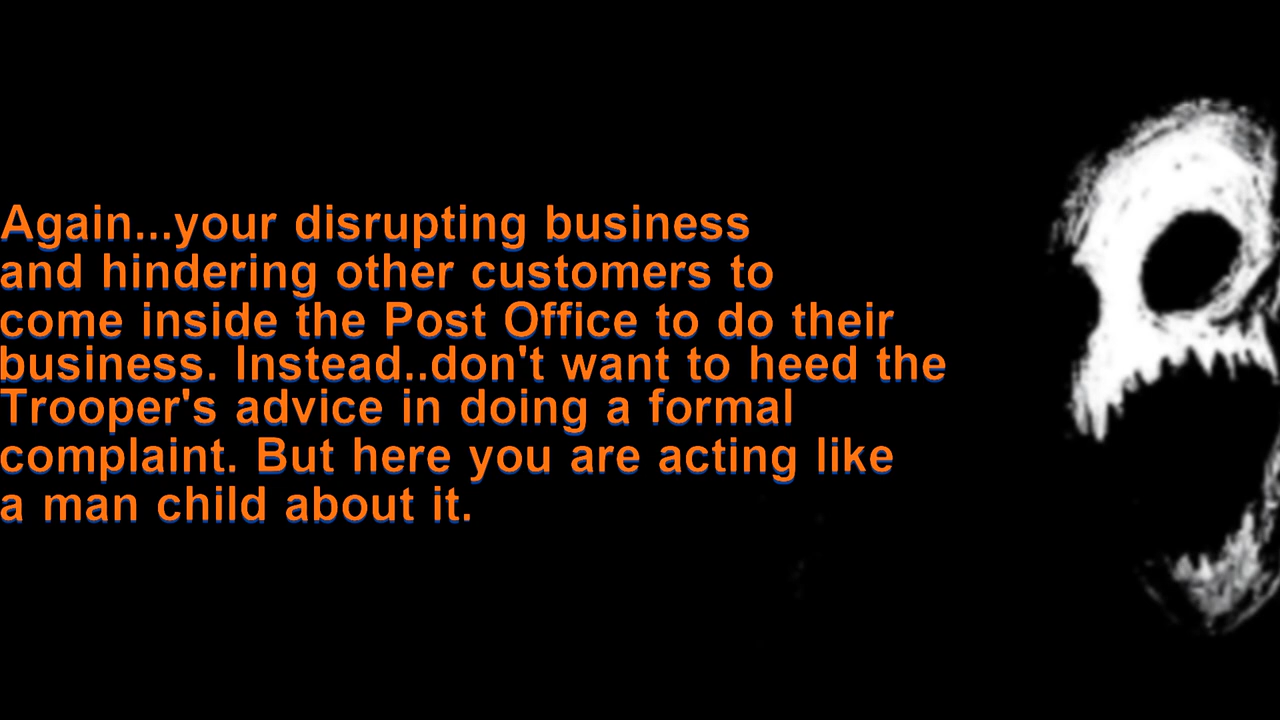 Again...your disrupting business
and hindering other customers to
come inside the Post Office to do their
business. Instead..don't want to heed the
Trooper's advice in doing a formal
complaint. But here you are acting like
a man child about it.